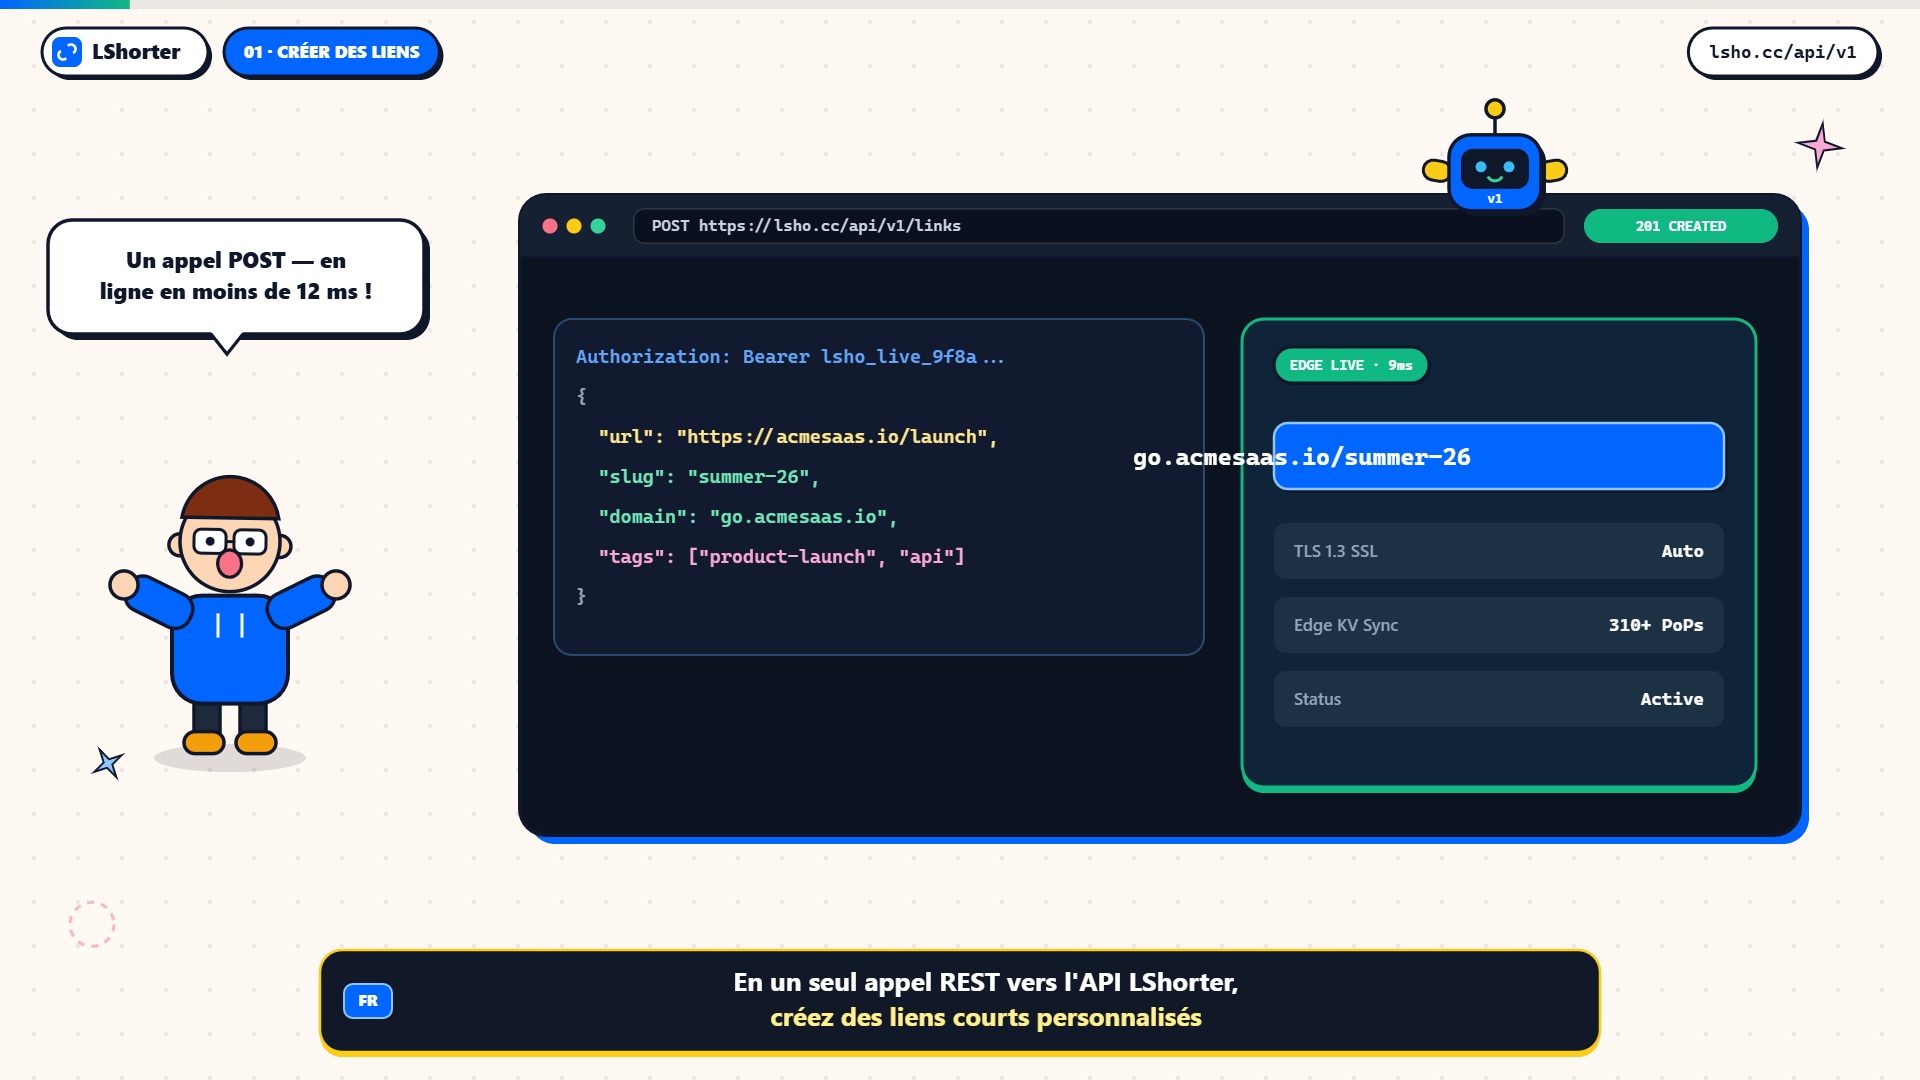 LShorter
01 · CRÉER DES LIENS
lsho.cc/api/v1
v1
POST https://lsho.cc/api/v1/links
201 CREATED
Un appel POST — en
ligne en moins de 12 ms !
Authorization: Bearer lsho_live_9f8a...
{
"url": "https://acmesaas.io/launch",
"slug": "summer-26",
"domain": "go.acmesaas.io",
"tags": ["product-launch", "api"]
}
EDGE LIVE · 9ms
go.acmesaas.io/summer-26
TLS 1.3 SSL Auto
Edge KV Sync 310+ PoPs
Status Active
FR
En un seul appel REST vers l'API LShorter,
créez des liens courts personnalisés